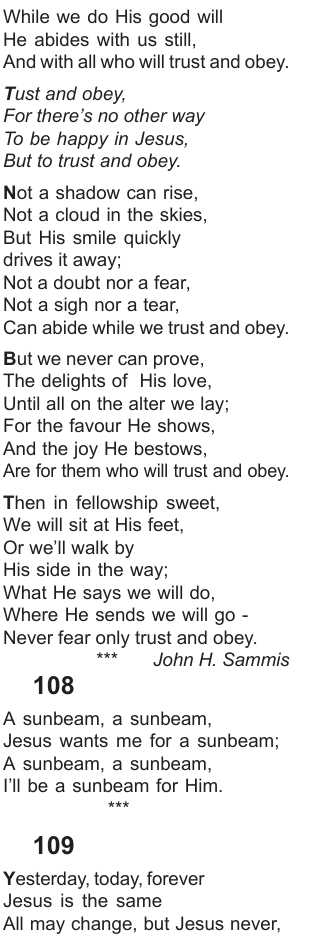 While we do His good will
He abides with us still,
And with all who will trust and obey.
Tust and obey,
For there's no other way
To be happy in Jesus,
But to trust and obey.
Not a shadow can rise,
Not a cloud in the skies,
But His smile quickly
drives it away;
Not a doubt nor a fear,
Not a sigh nor a tear,
Can abide while we trust and obey.
But we never can prove,
The delights of  His love,
Until all on the alter we lay;
For the favour He shows,
And the joy He bestows,
Are for them who will trust and obey.
Then in fellowship sweet,
We will sit at His feet,
Or we'll walk by
His side in the way;
What He says we will do,
Where He sends we will go -
Never fear only trust and obey.
*** John H. Sammis
108
A sunbeam, a sunbeam,
Jesus wants me for a sunbeam;
A sunbeam, a sunbeam,
I'll be a sunbeam for Him.
***
109
Yesterday, today, forever
Jesus is the same
All may change, but Jesus never,